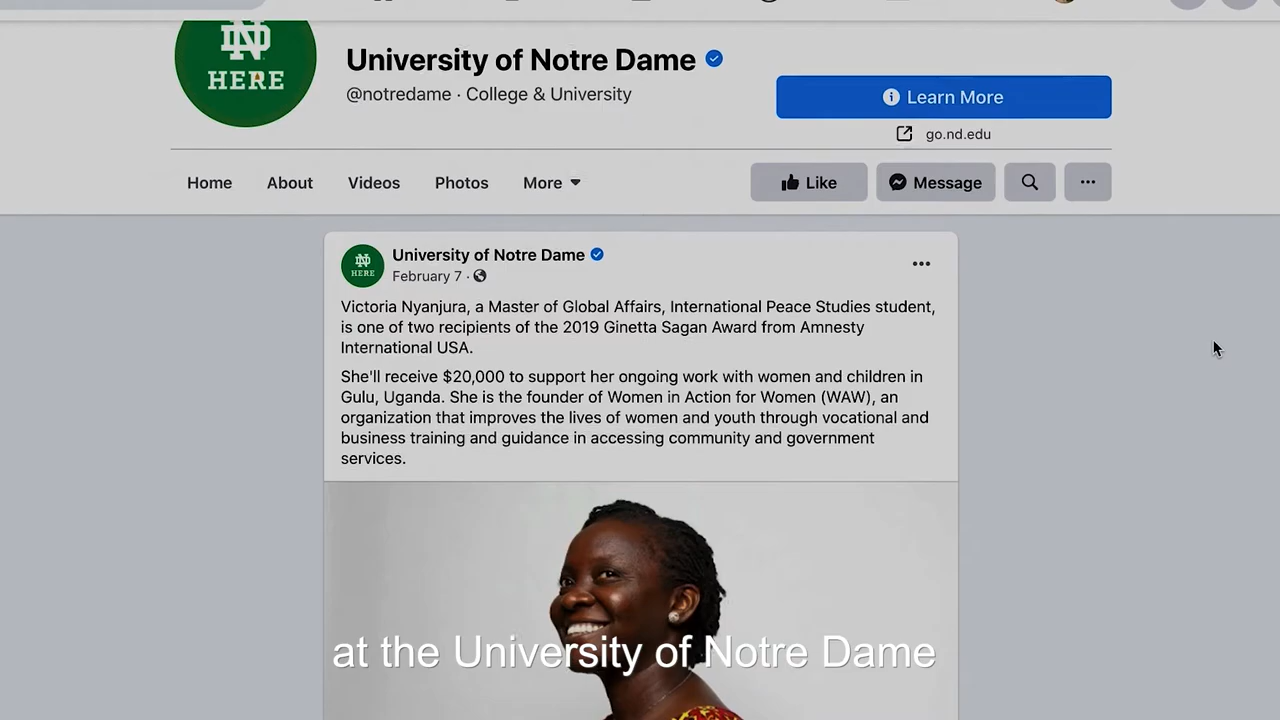 ND
HERE
University of Notre Dame
@notredame · College & University
Learn More
go.nd.edu
Home About Videos Photos More Like Message
ND
HERE
University of Notre Dame
February 7 ·
Victoria Nyanjura, a Master of Global Affairs, International Peace Studies student,
is one of two recipients of the 2019 Ginetta Sagan Award from Amnesty
International USA.
She'll receive $20,000 to support her ongoing work with women and children in
Gulu, Uganda. She is the founder of Women in Action for Women (WAW), an
organization that improves the lives of women and youth through vocational and
business training and guidance in accessing community and government
services.
at the University of Notre Dame